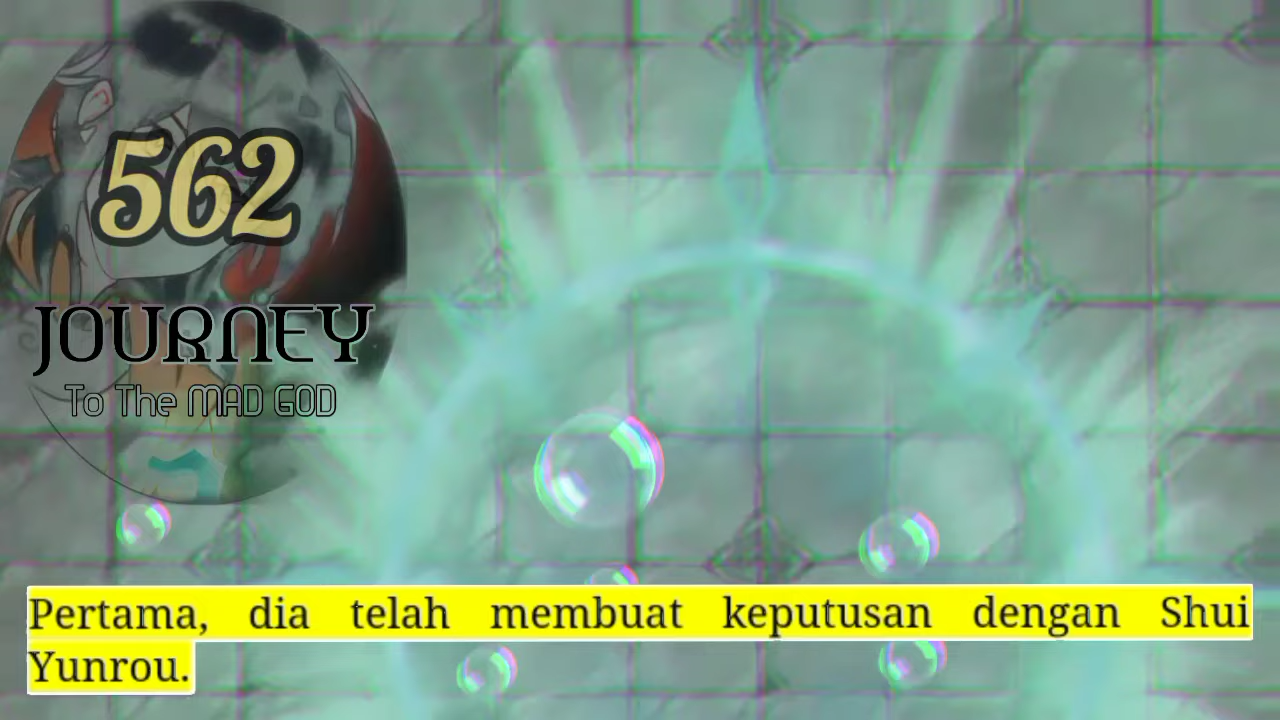 562
JOURNEY
To The MAD GOD
Pertama, dia telah membuat keputusan dengan Shui
Yunrou.